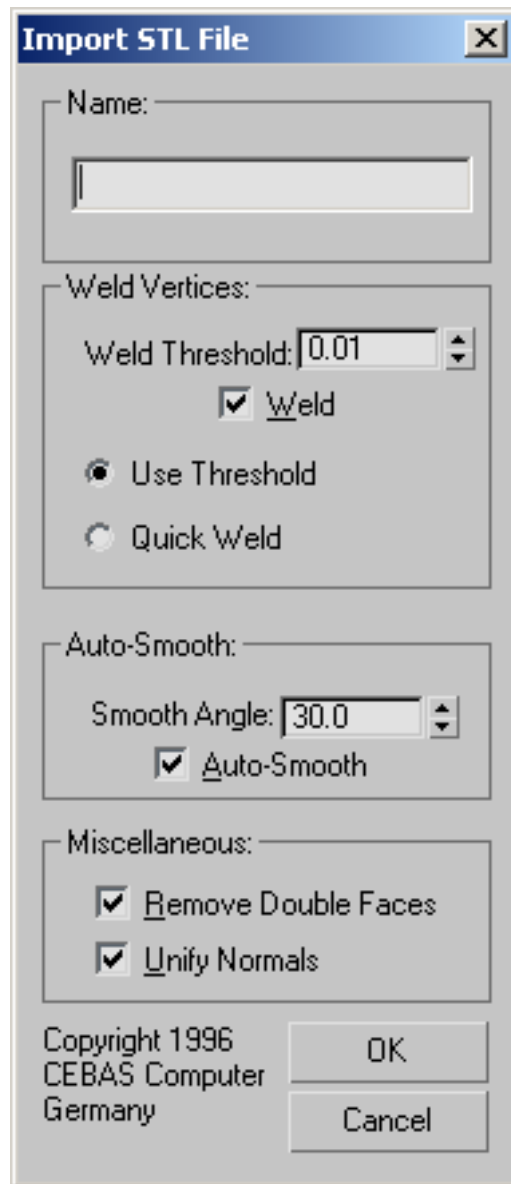 Import STL File
Name:
Weld Vertices:
Weld Threshold: 0.01
Weld
Use Threshold
Quick Weld
Auto-Smooth:
Smooth Angle: 30.0
Auto-Smooth
Miscellaneous:
Remove Double Faces
Unify Normals
Copyright 1996
CEBAS Computer
Germany
OK
Cancel